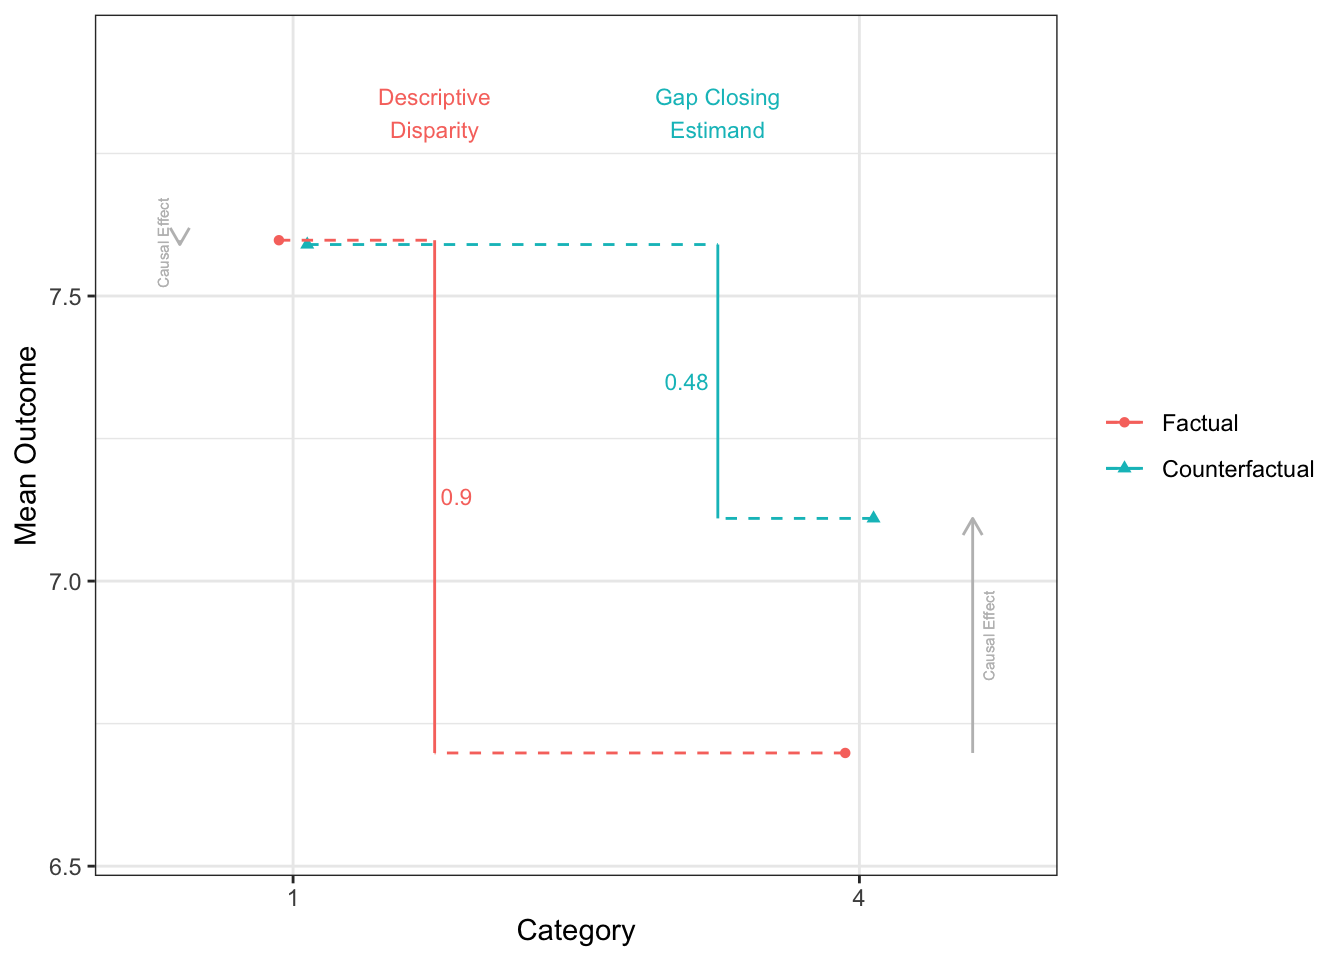 Descriptive
Disparity
Gap Closing
Estimand
Causal Effect
7.5
0.48
0.9
7.0
Causal Effect
6.5
1
4
Category
Mean Outcome
Factual
Counterfactual